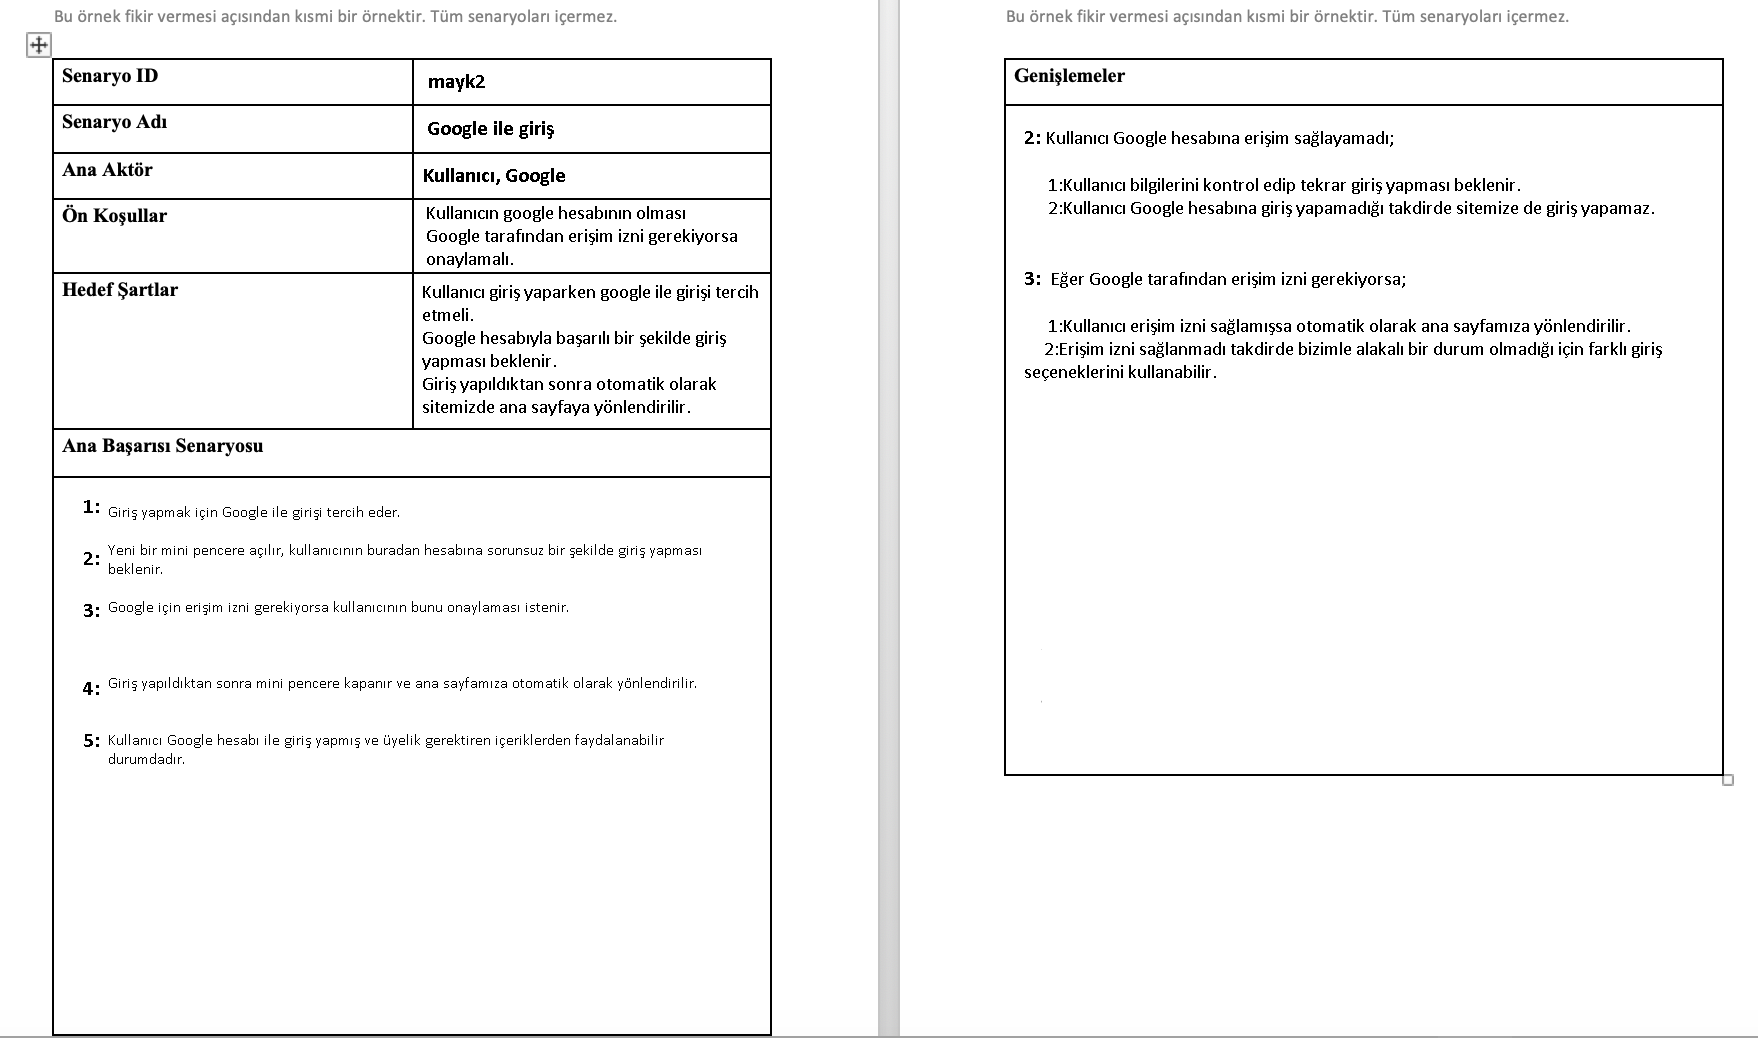 Bu örnek fikir vermesi açısından kısmi bir örnektir. Tüm senaryoları içermez.
Senaryo ID
mayk2
Senaryo Adı
Google ile giriş
Ana Aktör
Kullanıcı, Google
Ön Koşullar
Kullanıcın google hesabının olması
Google tarafından erişim izni gerekiyorsa
onaylamalı.
Hedef Şartlar
Kullanıcı giriş yaparken google ile girişi tercih
etmeli.
Google hesabıyla başarılı bir şekilde giriş
yapması beklenir.
Giriş yapıldıktan sonra otomatik olarak
sitemizde ana sayfaya yönlendirilir.
Ana Başarısı Senaryosu
1: Giriş yapmak için Google ile girişi tercih eder.
2: Yeni bir mini pencere açılır, kullanıcının buradan hesabına sorunsuz bir şekilde giriş yapması
beklenir.
3: Google için erişim izni gerekiyorsa kullanıcının bunu onaylaması istenir.
4: Giriş yapıldıktan sonra mini pencere kapanır ve ana sayfamıza otomatik olarak yönlendirilir.
5: Kullanıcı Google hesabı ile giriş yapmış ve üyelik gerektiren içeriklerden faydalanabilir
durumdadır.
Bu örnek fikir vermesi açısından kısmi bir örnektir. Tüm senaryoları içermez.
Genişlemeler
2: Kullanıcı Google hesabına erişim sağlayamadı;
1:Kullanıcı bilgilerini kontrol edip tekrar giriş yapması beklenir.
2:Kullanıcı Google hesabına giriş yapamadığı takdirde sitemize de giriş yapamaz.
3: Eğer Google tarafından erişim izni gerekiyorsa;
1:Kullanıcı erişim izni sağlamışsa otomatik olarak ana sayfamıza yönlendirilir.
2:Erişim izni sağlanmadı takdirde bizimle alakalı bir durum olmadığı için farklı giriş
seçeneklerini kullanabilir.